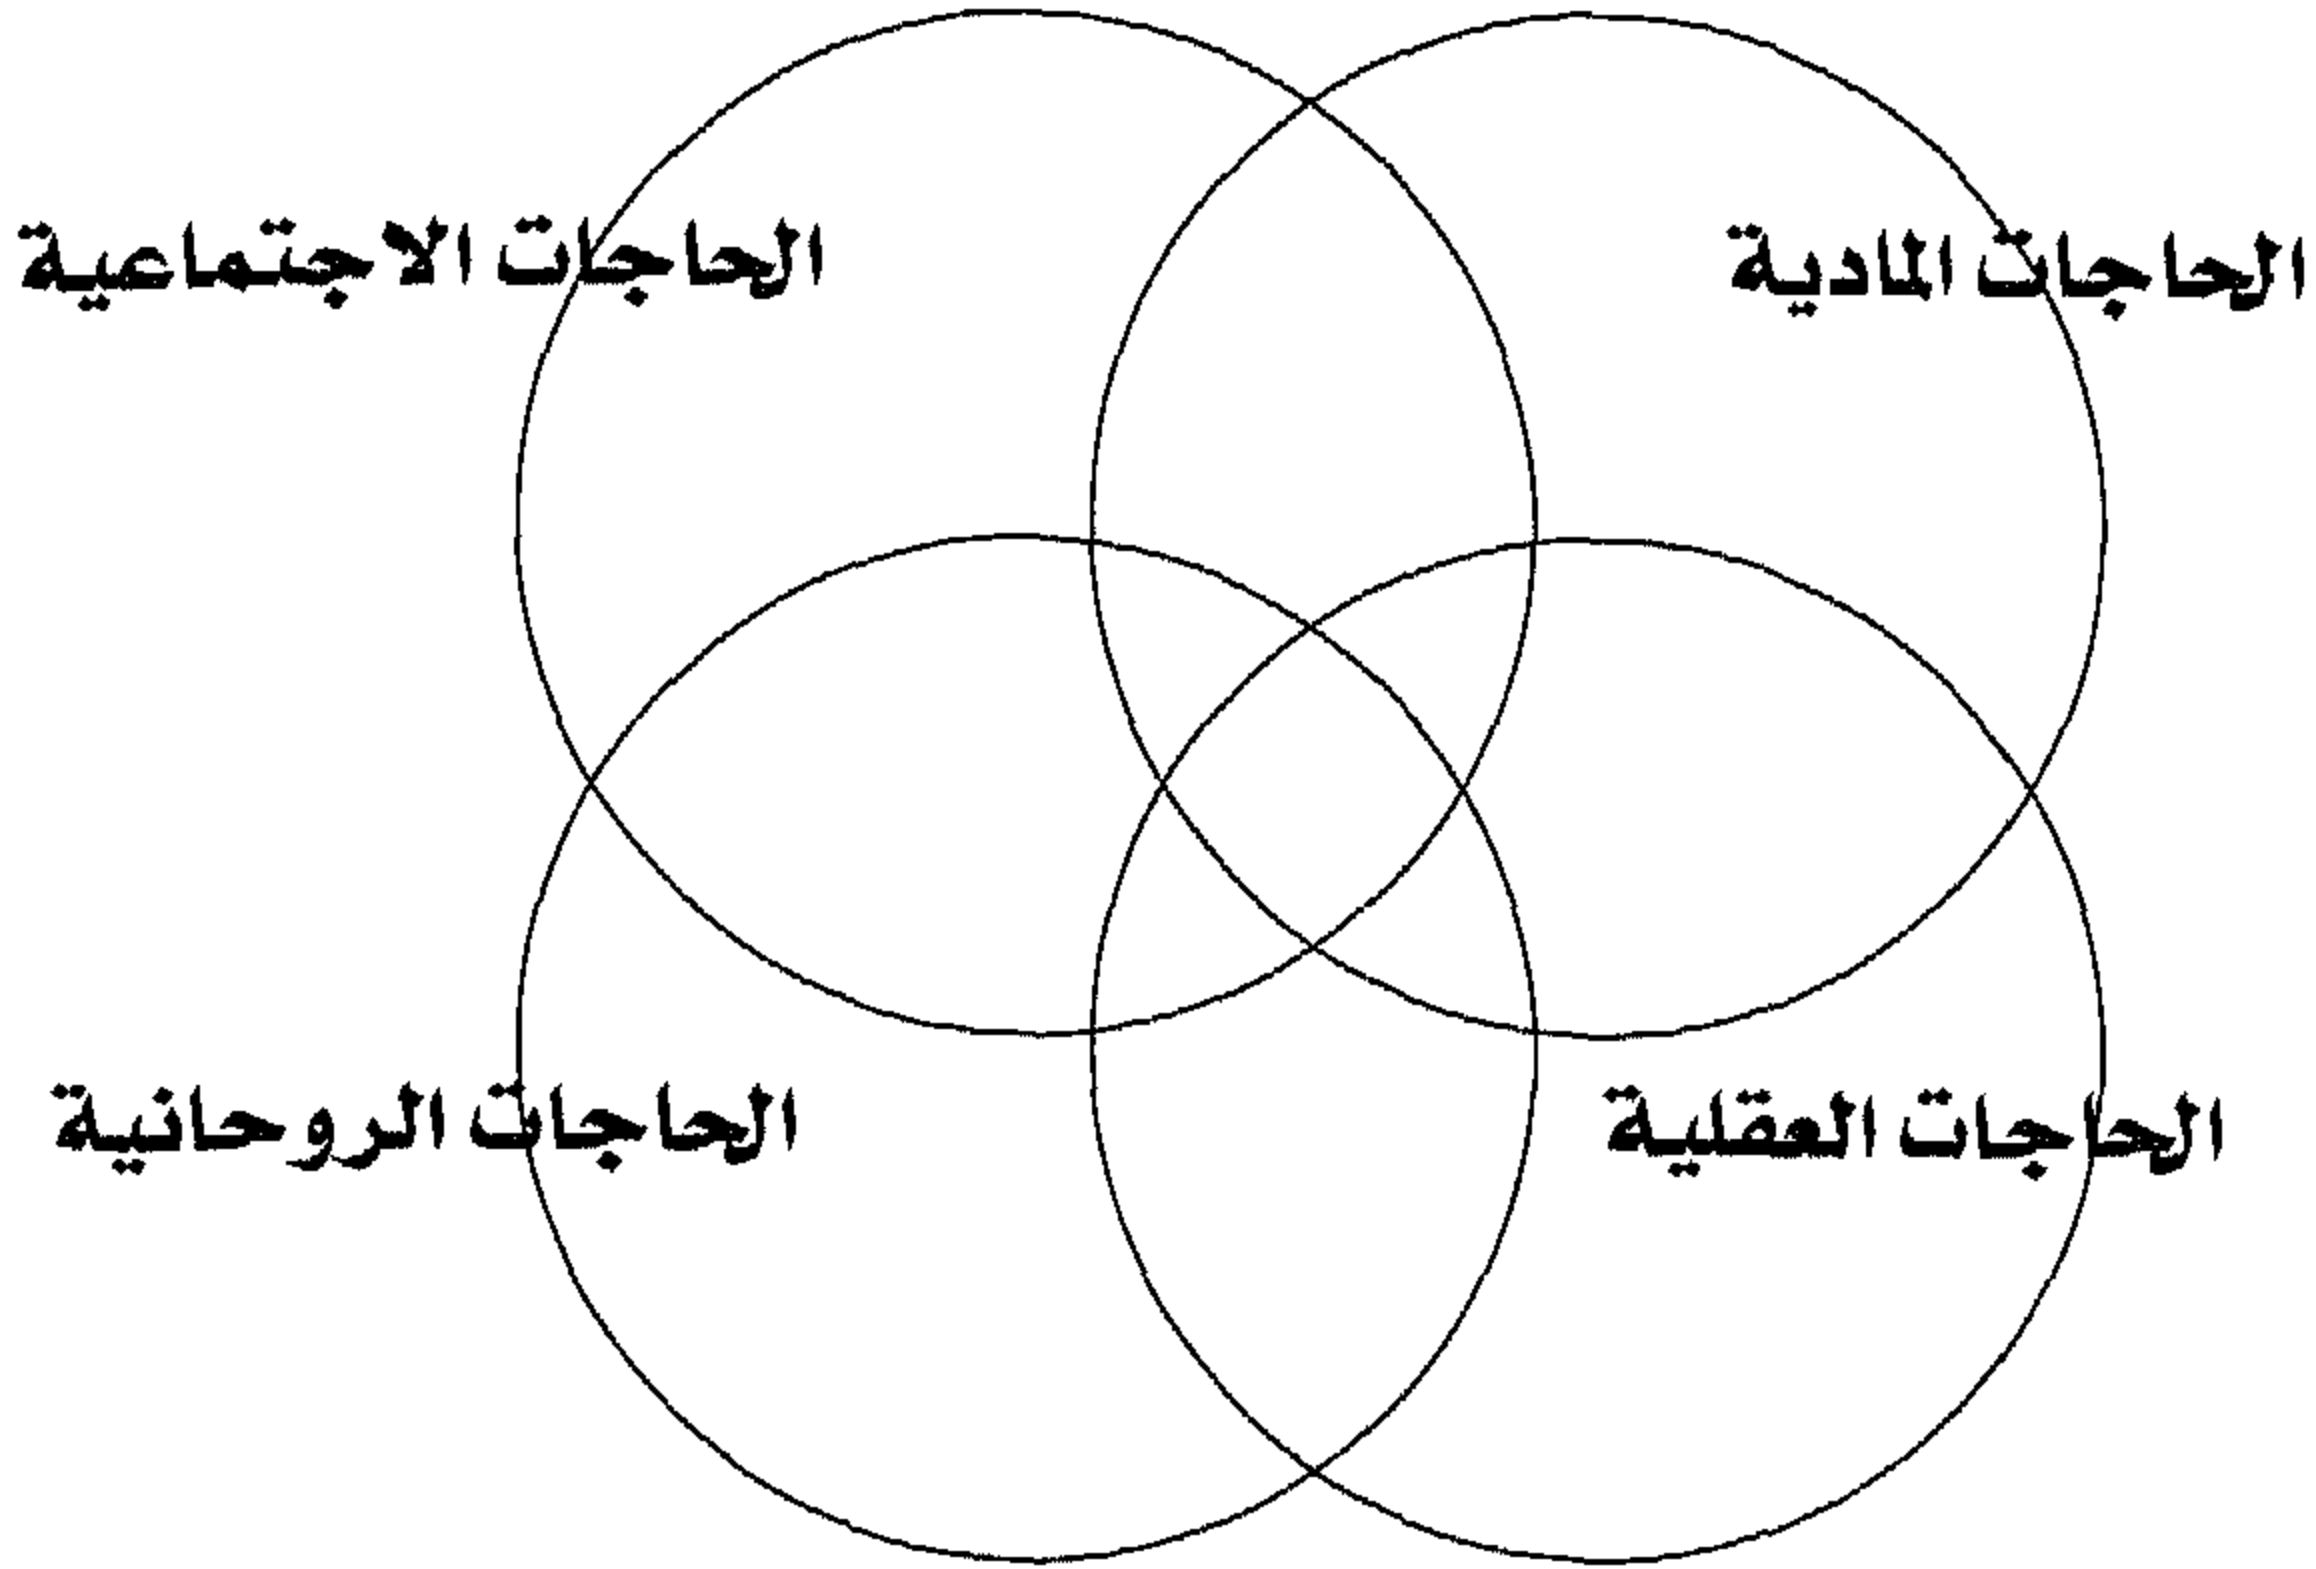 الحاجات المادية
الحاجات الاجتماعية
الحاجات العقلية
الحاجات الروحانية